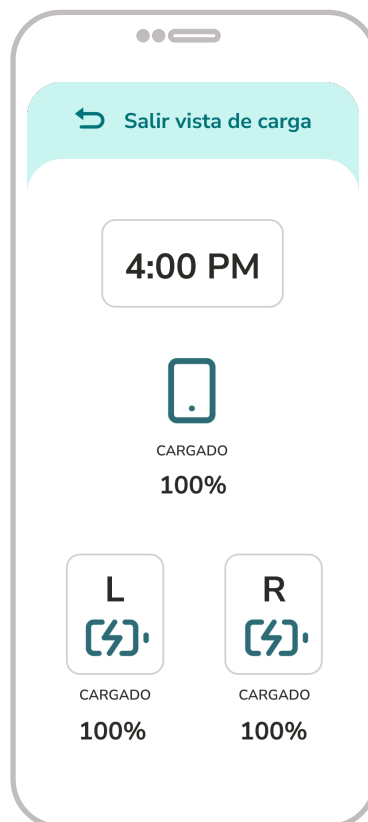 Salir vista de carga
4:00 PM
CARGADO
100%
L R
CARGADO CARGADO
100% 100%